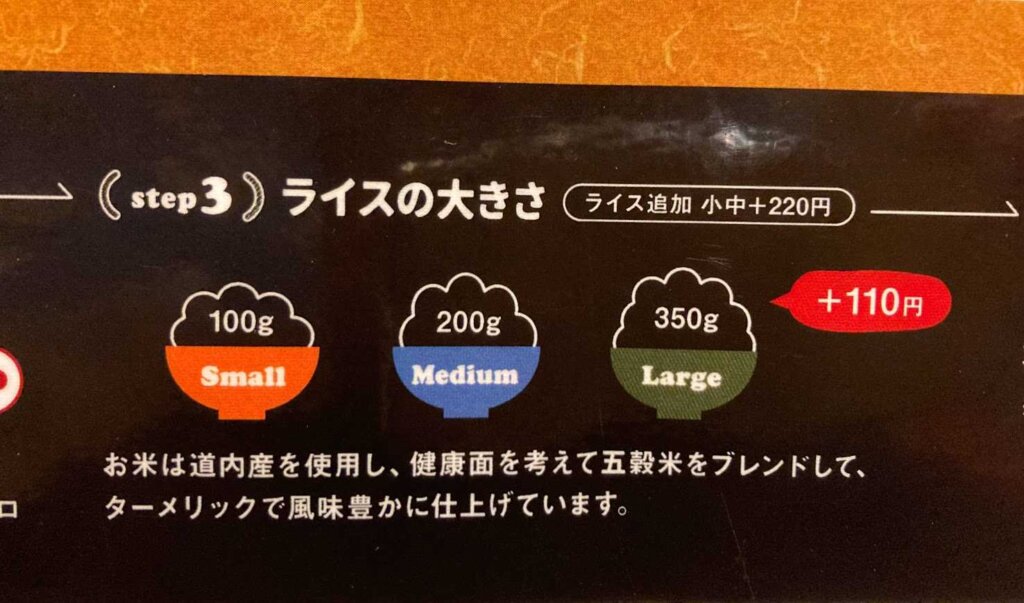 step3 ライスの大きさ ライス追加 小中+220円
100g 200g 350g +110円
Small Medium Large
お米は道内産を使用し、健康面を考えて五穀米をブレンドして、
ターメリックで風味豊かに仕上げています。